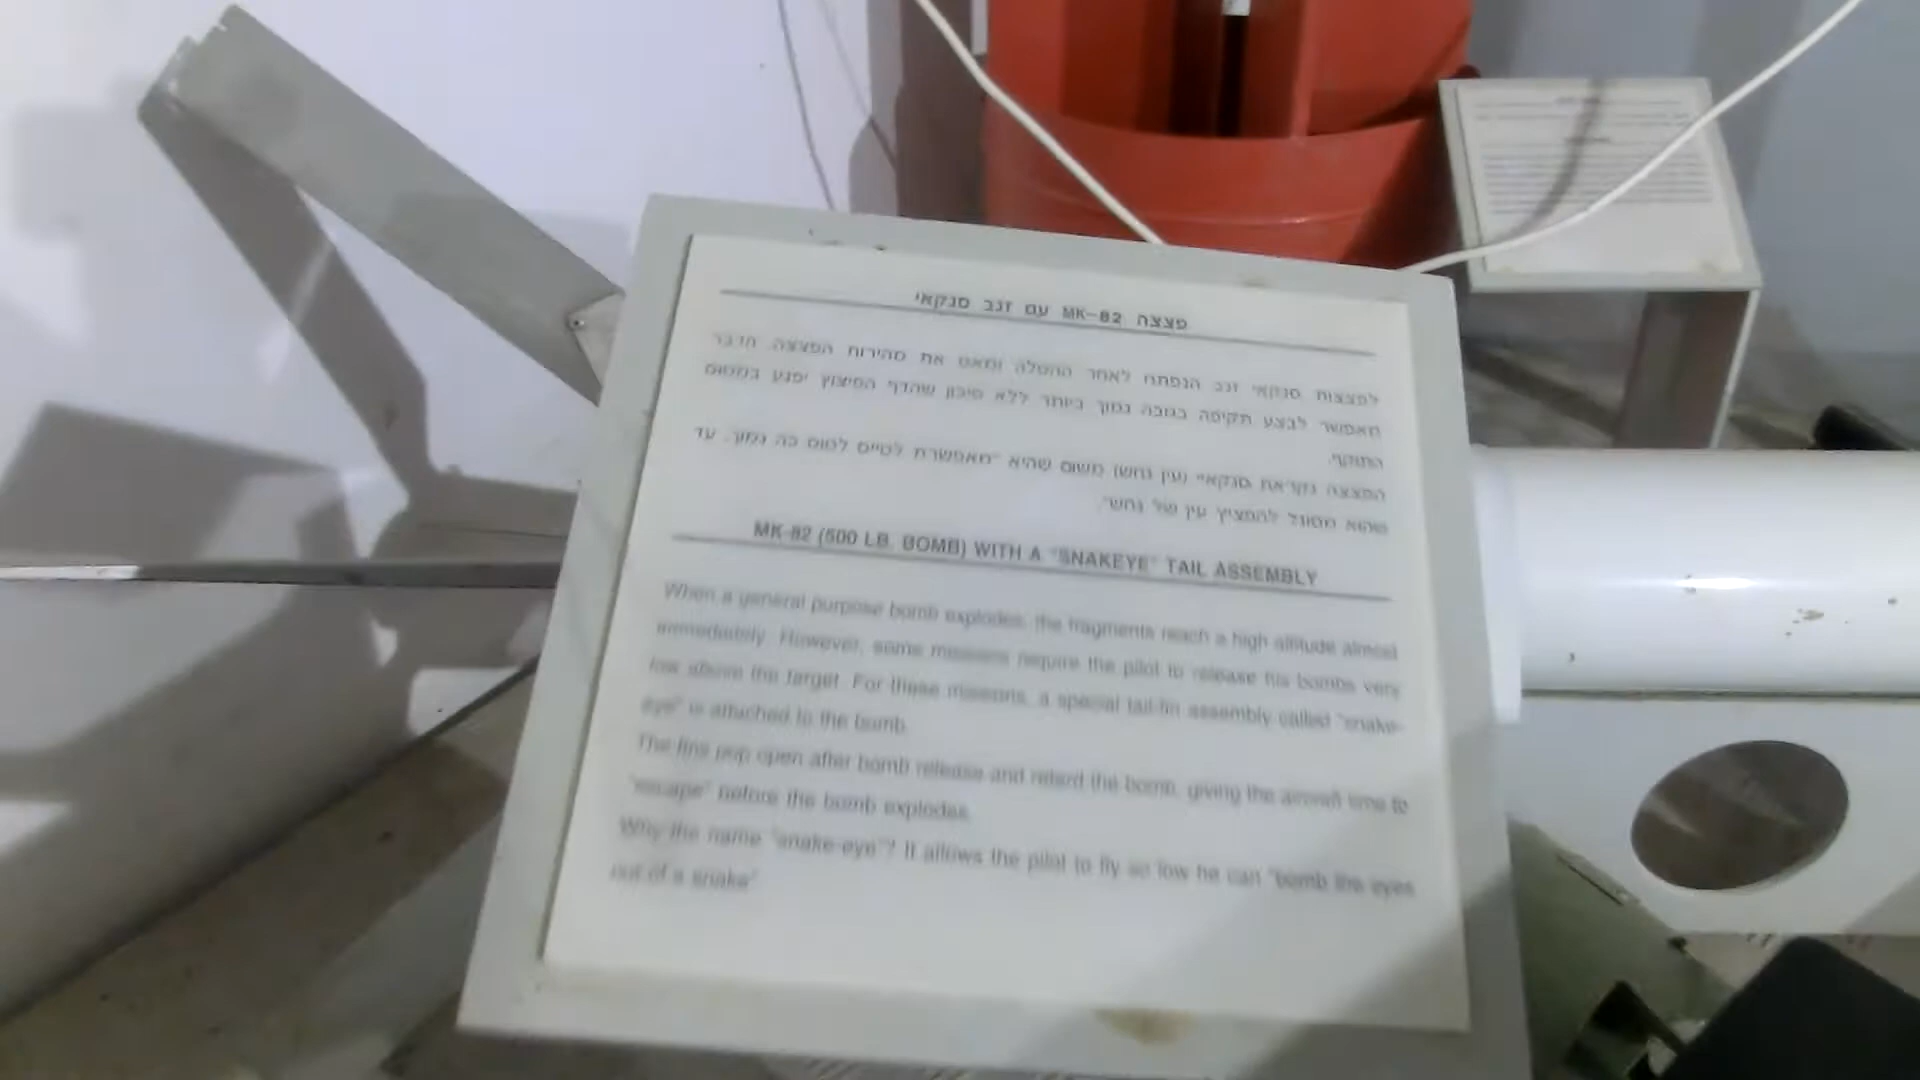 פצצה MK-82 עם זנב סנקאי
לפצצות סנקאי זנב הנפתח לאחר ההטלה ומאט את מהירות הפצצה. הדבר
מאפשר לבצע תקיפה בגובה נמוך ביותר ללא סיכון שהדף הפיצוץ יפגע במטוס
התוקף.
הפצצה נקראת סנקאי (עין נחש) משום שהיא "מאפשרת לטייס לטוס כה נמוך, עד
שהוא מסוגל להפציץ עין של נחש".
MK-82 (500 LB. BOMB) WITH A "SNAKEYE" TAIL ASSEMBLY
When a general purpose bomb explodes, the fragments reach a high altitude almost
immediately. However, some missions require the pilot to release his bombs very
low above the target. For these missions, a special tail-fin assembly called "snake-
eye" is attached to the bomb.
The fins pop open after bomb release and retard the bomb, giving the aircraft time to
"escape" before the bomb explodes.
Why the name "snake-eye"? It allows the pilot to fly so low he can "bomb the eyes
out of a snake"